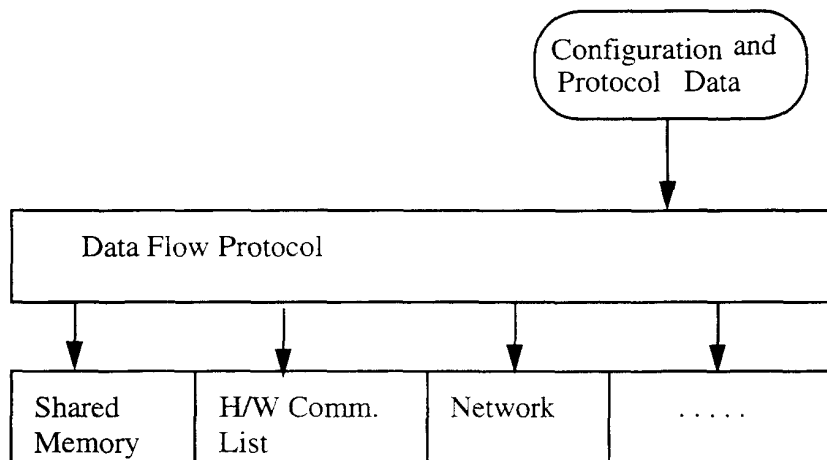 Configuration and
Protocol Data
Data Flow Protocol
Shared
Memory
H/W Comm.
List
Network
.....